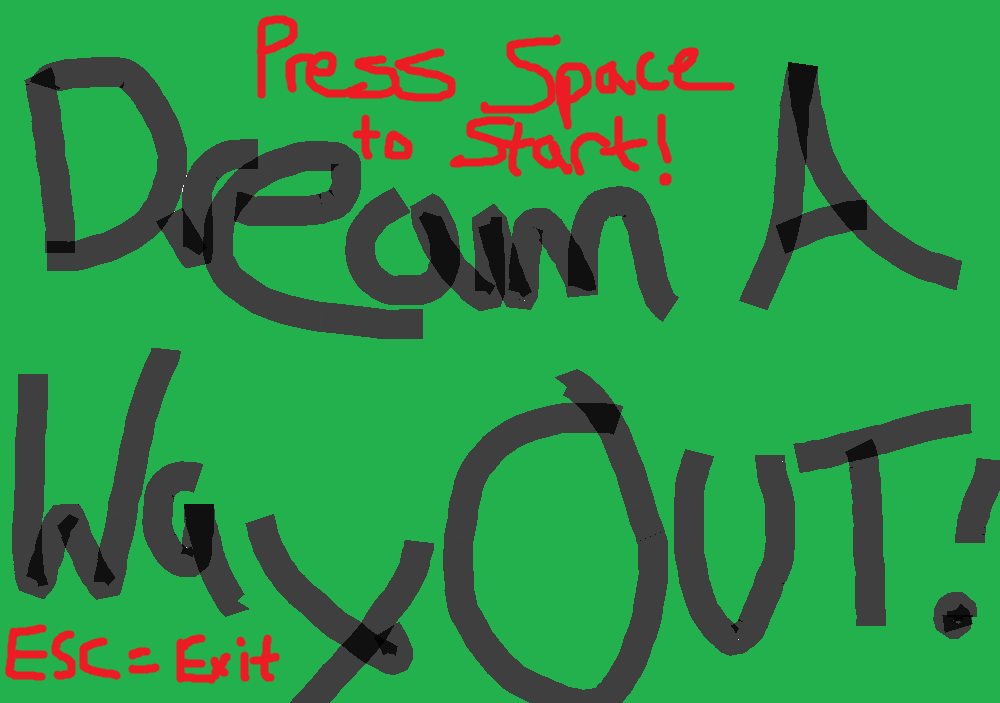 Press Space
to Start!
Dream A
Way OUT!
ESC = Exit